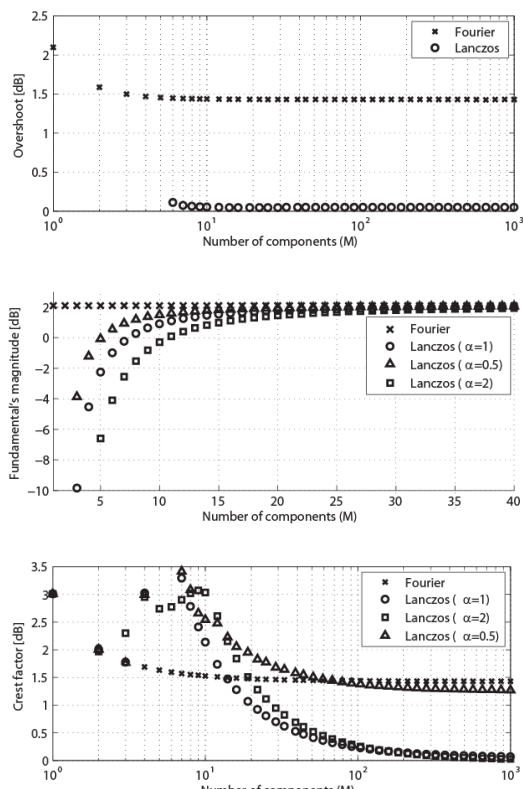 2.5
2
1.5
1
0.5
0
Overshoot [dB]
Fourier
Lanczos
10^0
10^1
10^2
10^3
Number of components (M)
2
0
−2
−4
−6
−8
−10
Fundamental's magnitude [dB]
Fourier
Lanczos ( α=1)
Lanczos ( α=0.5)
Lanczos ( α=2)
5
10
15
20
25
30
35
40
Number of components (M)
3.5
3
2.5
2
1.5
1
0.5
0
Crest factor [dB]
Fourier
Lanczos ( α=1)
Lanczos ( α=2)
Lanczos ( α=0.5)
10^0
10^1
10^2
10^3
Number of components (M)